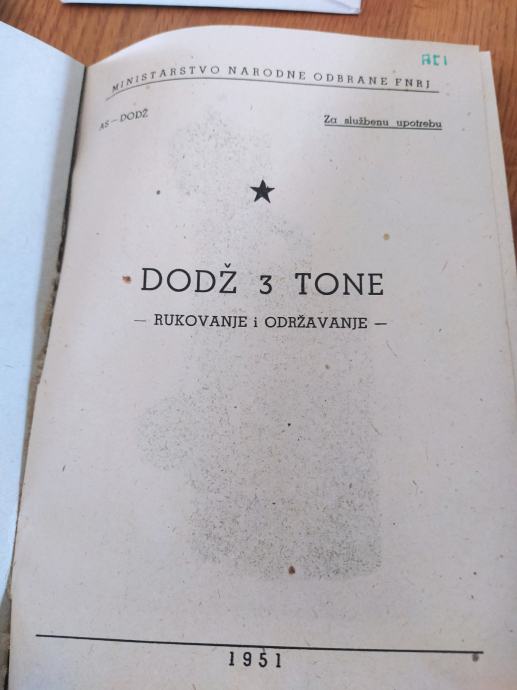 MINISTARSTVO NARODNE ODBRANE FNRJ
AS — DODŽ
Za službenu upotrebu
DODŽ 3 TONE
— RUKOVANJE i ODRŽAVANJE —
1951